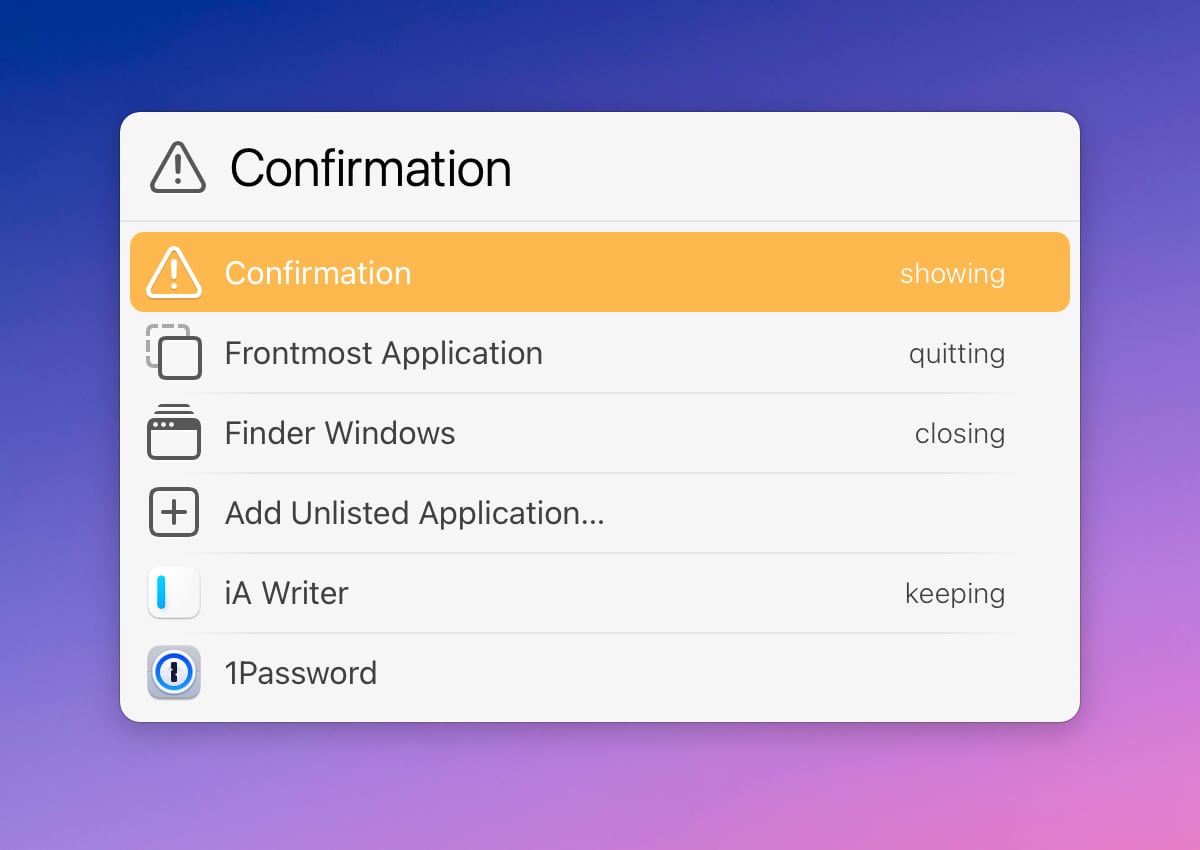 Confirmation
Confirmation showing
Frontmost Application quitting
Finder Windows closing
Add Unlisted Application...
iA Writer keeping
1Password